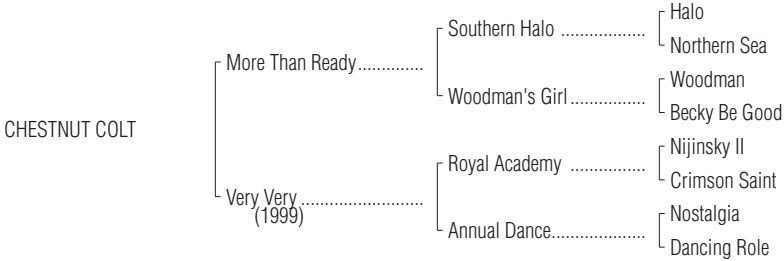 Halo
Southern Halo ..................
Northern Sea
More Than Ready..............
Woodman
Woodman's Girl................
Becky Be Good
CHESTNUT COLT
Nijinsky II
Royal Academy ................
Crimson Saint
Very Very ..........................
(1999)
Nostalgia
Annual Dance....................
Dancing Role